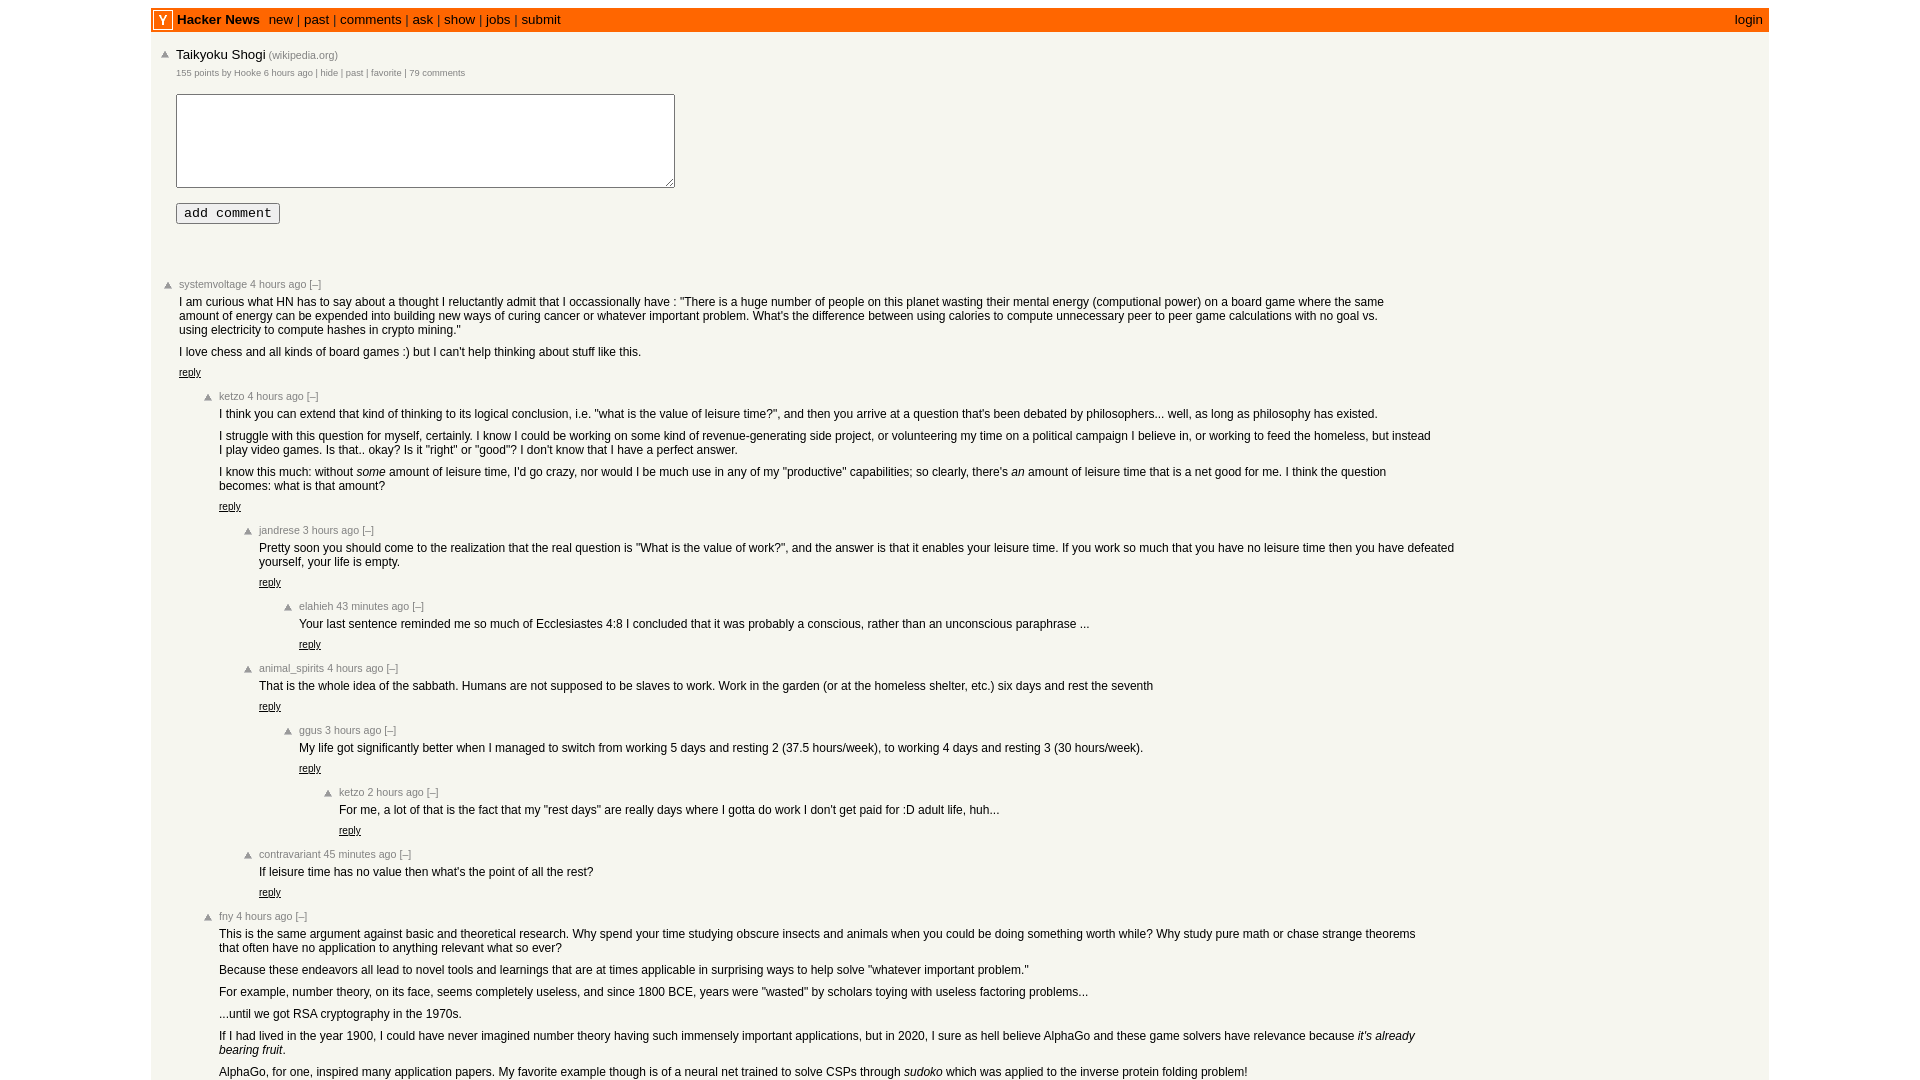 Y Hacker News new | past | comments | ask | show | jobs | submit login
Taikyoku Shogi (wikipedia.org)
155 points by Hooke 6 hours ago | hide | past | favorite | 79 comments
add comment
systemvoltage 4 hours ago [–]
I am curious what HN has to say about a thought I reluctantly admit that I occassionally have : "There is a huge number of people on this planet wasting their mental energy (computional power) on a board game where the same
amount of energy can be expended into building new ways of curing cancer or whatever important problem. What's the difference between using calories to compute unnecessary peer to peer game calculations with no goal vs.
using electricity to compute hashes in crypto mining."
I love chess and all kinds of board games :) but I can't help thinking about stuff like this.
reply
ketzo 4 hours ago [–]
I think you can extend that kind of thinking to its logical conclusion, i.e. "what is the value of leisure time?", and then you arrive at a question that's been debated by philosophers... well, as long as philosophy has existed.
I struggle with this question for myself, certainly. I know I could be working on some kind of revenue-generating side project, or volunteering my time on a political campaign I believe in, or working to feed the homeless, but instead
I play video games. Is that.. okay? Is it "right" or "good"? I don't know that I have a perfect answer.
I know this much: without some amount of leisure time, I'd go crazy, nor would I be much use in any of my "productive" capabilities; so clearly, there's an amount of leisure time that is a net good for me. I think the question
becomes: what is that amount?
reply
jandrese 3 hours ago [–]
Pretty soon you should come to the realization that the real question is "What is the value of work?", and the answer is that it enables your leisure time. If you work so much that you have no leisure time then you have defeated
yourself, your life is empty.
reply
elahieh 43 minutes ago [–]
Your last sentence reminded me so much of Ecclesiastes 4:8 I concluded that it was probably a conscious, rather than an unconscious paraphrase ...
reply
animal_spirits 4 hours ago [–]
That is the whole idea of the sabbath. Humans are not supposed to be slaves to work. Work in the garden (or at the homeless shelter, etc.) six days and rest the seventh
reply
ggus 3 hours ago [–]
My life got significantly better when I managed to switch from working 5 days and resting 2 (37.5 hours/week), to working 4 days and resting 3 (30 hours/week).
reply
ketzo 2 hours ago [–]
For me, a lot of that is the fact that my "rest days" are really days where I gotta do work I don't get paid for :D adult life, huh...
reply
contravariant 45 minutes ago [–]
If leisure time has no value then what's the point of all the rest?
reply
fny 4 hours ago [–]
This is the same argument against basic and theoretical research. Why spend your time studying obscure insects and animals when you could be doing something worth while? Why study pure math or chase strange theorems
that often have no application to anything relevant what so ever?
Because these endeavors all lead to novel tools and learnings that are at times applicable in surprising ways to help solve "whatever important problem."
For example, number theory, on its face, seems completely useless, and since 1800 BCE, years were "wasted" by scholars toying with useless factoring problems...
...until we got RSA cryptography in the 1970s.
If I had lived in the year 1900, I could have never imagined number theory having such immensely important applications, but in 2020, I sure as hell believe AlphaGo and these game solvers have relevance because it's already
bearing fruit.
AlphaGo, for one, inspired many application papers. My favorite example though is of a neural net trained to solve CSPs through sudoko which was applied to the inverse protein folding problem!